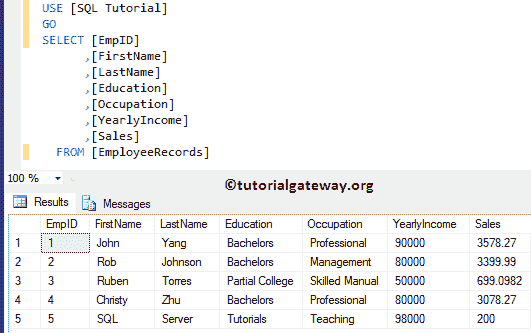 USE [SQL Tutorial]
GO
SELECT [EmpID]
,[FirstName]
,[LastName]
,[Education]
,[Occupation]
,[YearlyIncome]
,[Sales]
FROM [EmployeeRecords]
100 %
©tutorialgateway.org
Results Messages
EmpID FirstName LastName Education Occupation YearlyIncome Sales
1 1 John Yang Bachelors Professional 90000 3578.27
2 2 Rob Johnson Bachelors Management 80000 3399.99
3 3 Ruben Torres Partial College Skilled Manual 50000 699.0982
4 4 Christy Zhu Bachelors Professional 80000 3078.27
5 5 SQL Server Tutorials Teaching 98000 200